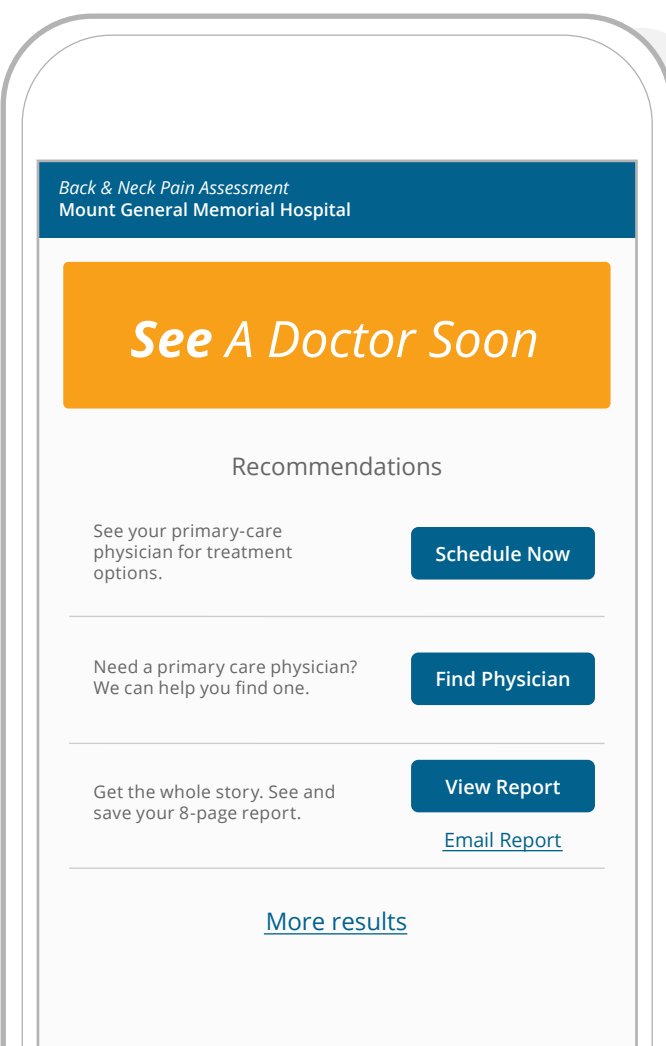 Back & Neck Pain Assessment
Mount General Memorial Hospital
See A Doctor Soon
Recommendations
See your primary-care
physician for treatment
options.
Schedule Now
Need a primary care physician?
We can help you find one.
Find Physician
Get the whole story. See and
save your 8-page report.
View Report
Email Report
More results